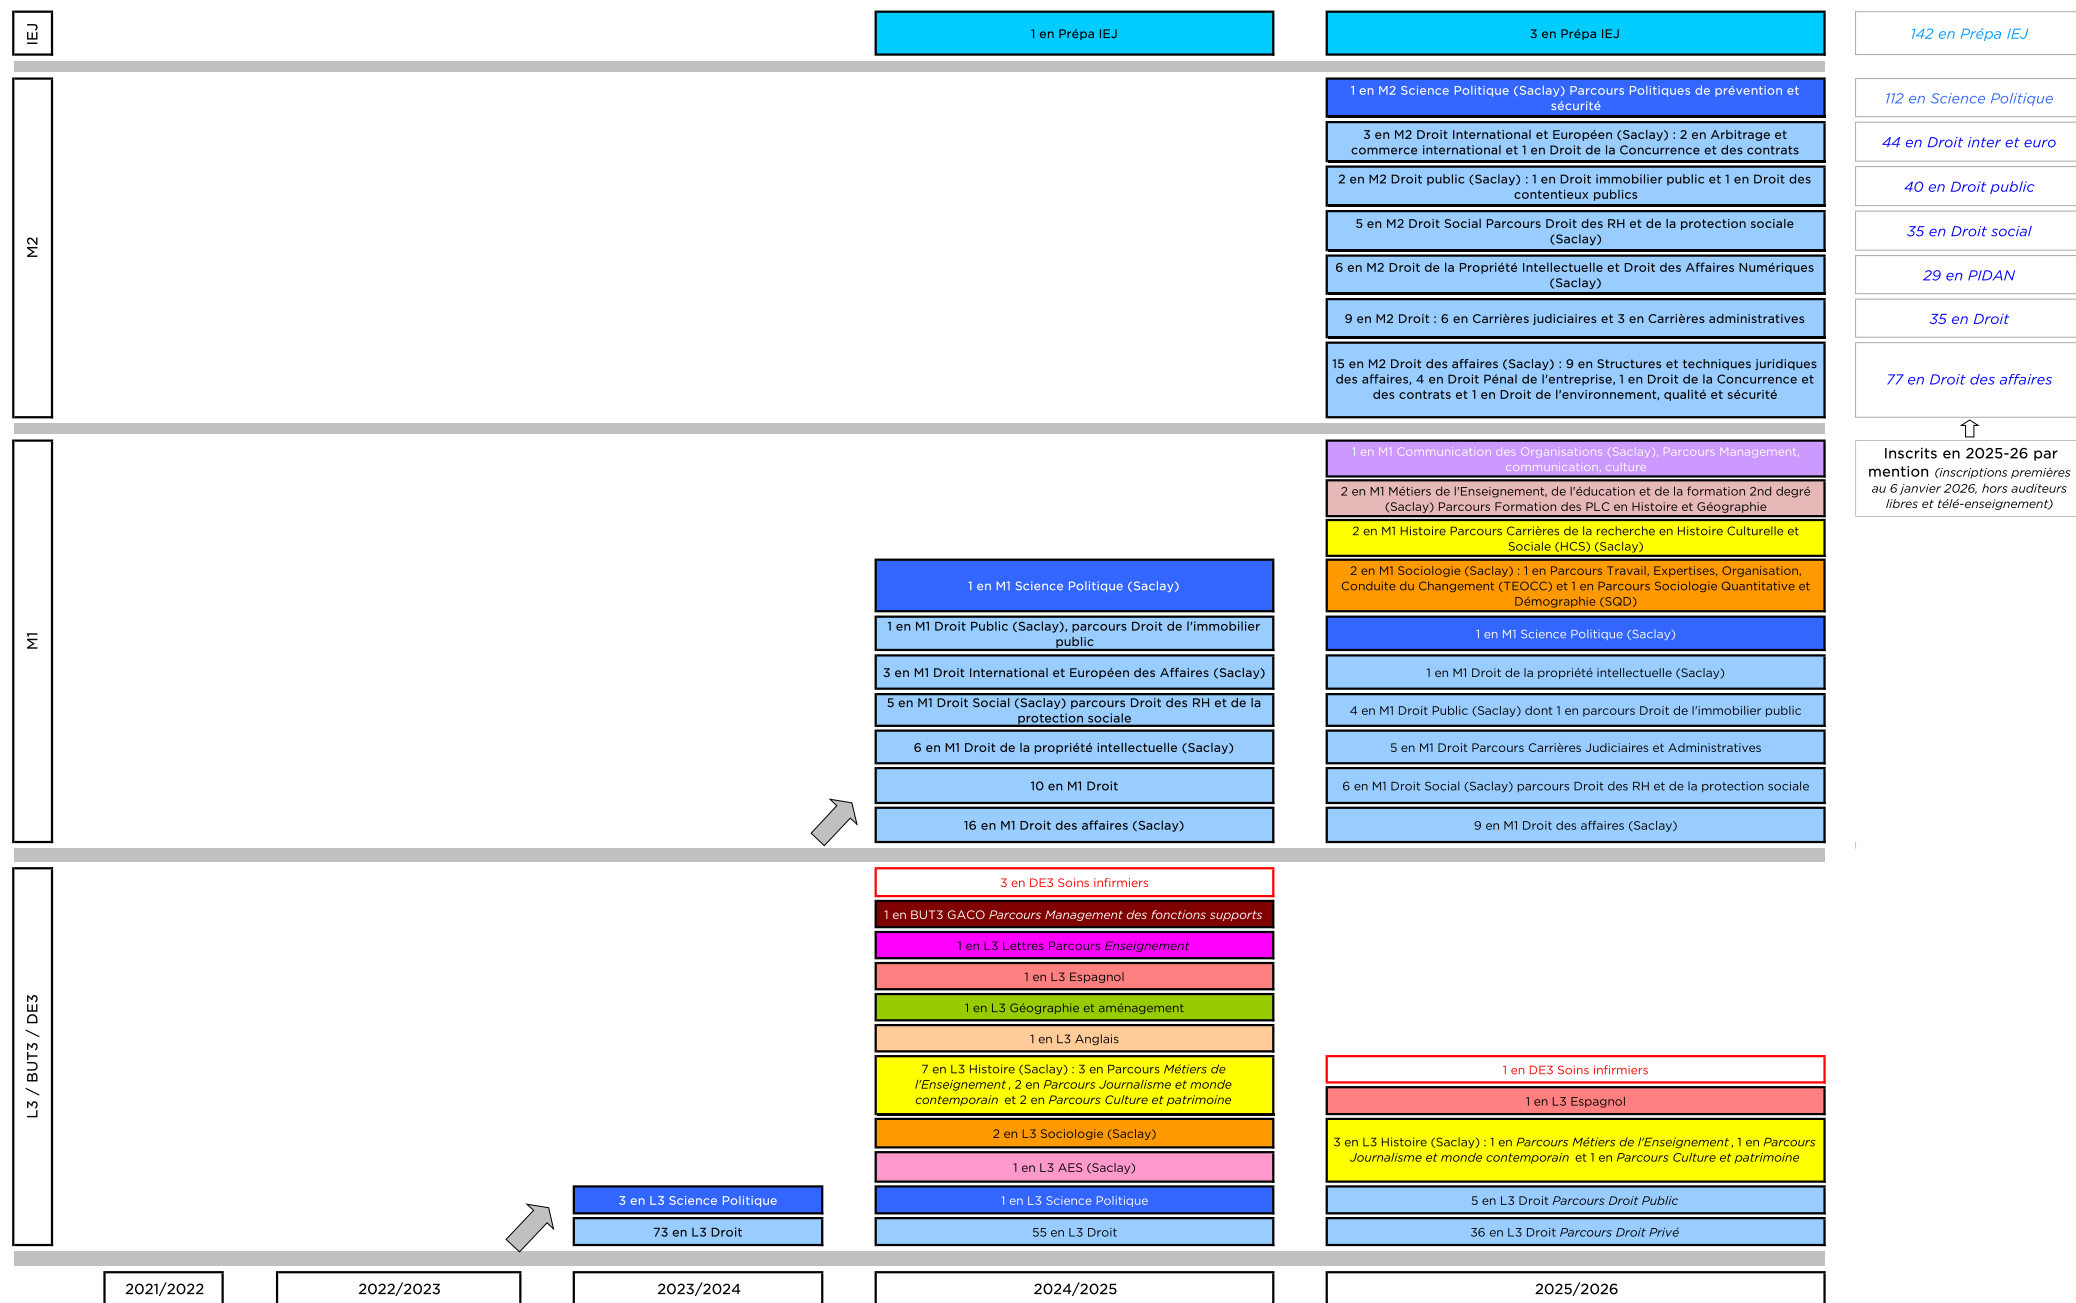 IEJ
1 en Prépa IEJ
3 en Prépa IEJ
142 en Prépa IEJ
M2
1 en M2 Science Politique (Saclay) Parcours Politiques de prévention et
sécurité
112 en Science Politique
3 en M2 Droit International et Européen (Saclay) : 2 en Arbitrage et
commerce international et 1 en Droit de la Concurrence et des contrats
44 en Droit inter et euro
2 en M2 Droit public (Saclay) : 1 en Droit immobilier public et 1 en Droit des
contentieux publics
40 en Droit public
5 en M2 Droit Social Parcours Droit des RH et de la protection sociale
(Saclay)
35 en Droit social
6 en M2 Droit de la Propriété Intellectuelle et Droit des Affaires Numériques
(Saclay)
29 en PIDAN
9 en M2 Droit : 6 en Carrières judiciaires et 3 en Carrières administratives
35 en Droit
15 en M2 Droit des affaires (Saclay) : 9 en Structures et techniques juridiques
des affaires, 4 en Droit Pénal de l'entreprise, 1 en Droit de la Concurrence et
des contrats et 1 en Droit de l'environnement, qualité et sécurité
77 en Droit des affaires
Inscrits en 2025-26 par
mention (inscriptions premières
au 6 janvier 2026, hors auditeurs
libres et télé-enseignement)
M1
1 en M1 Science Politique (Saclay)
1 en M1 Droit Public (Saclay), parcours Droit de l'immobilier
public
3 en M1 Droit International et Européen des Affaires (Saclay)
5 en M1 Droit Social (Saclay) parcours Droit des RH et de la
protection sociale
6 en M1 Droit de la propriété intellectuelle (Saclay)
10 en M1 Droit
16 en M1 Droit des affaires (Saclay)
1 en M1 Communication des Organisations (Saclay), Parcours Management,
communication, culture
2 en M1 Métiers de l'Enseignement, de l'éducation et de la formation 2nd degré
(Saclay) Parcours Formation des PLC en Histoire et Géographie
2 en M1 Histoire Parcours Carrières de la recherche en Histoire Culturelle et
Sociale (HCS) (Saclay)
2 en M1 Sociologie (Saclay) : 1 en Parcours Travail, Expertises, Organisation,
Conduite du Changement (TEOCC) et 1 en Parcours Sociologie Quantitative et
Démographie (SQD)
1 en M1 Science Politique (Saclay)
1 en M1 Droit de la propriété intellectuelle (Saclay)
4 en M1 Droit Public (Saclay) dont 1 en parcours Droit de l'immobilier public
5 en M1 Droit Parcours Carrières Judiciaires et Administratives
6 en M1 Droit Social (Saclay) parcours Droit des RH et de la protection sociale
9 en M1 Droit des affaires (Saclay)
L3 / BUT3 / DE3
3 en L3 Science Politique
73 en L3 Droit
3 en DE3 Soins infirmiers
1 en BUT3 GACO Parcours Management des fonctions supports
1 en L3 Lettres Parcours Enseignement
1 en L3 Espagnol
1 en L3 Géographie et aménagement
1 en L3 Anglais
7 en L3 Histoire (Saclay) : 3 en Parcours Métiers de
l'Enseignement, 2 en Parcours Journalisme et monde
contemporain et 2 en Parcours Culture et patrimoine
2 en L3 Sociologie (Saclay)
1 en L3 AES (Saclay)
1 en L3 Science Politique
55 en L3 Droit
1 en DE3 Soins infirmiers
1 en L3 Espagnol
3 en L3 Histoire (Saclay) : 1 en Parcours Métiers de l'Enseignement, 1 en Parcours
Journalisme et monde contemporain et 1 en Parcours Culture et patrimoine
5 en L3 Droit Parcours Droit Public
36 en L3 Droit Parcours Droit Privé
2021/2022
2022/2023
2023/2024
2024/2025
2025/2026